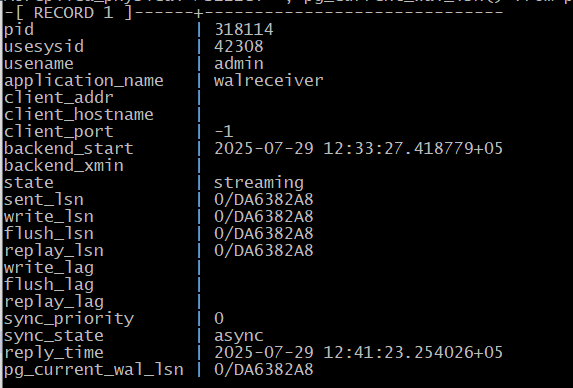 -[ RECORD 1 ]------+------------------------------
pid              | 318114
usesysid         | 42308
usename          | admin
application_name | walreceiver
client_addr      |
client_hostname  |
client_port      | -1
backend_start    | 2025-07-29 12:33:27.418779+05
backend_xmin     |
state            | streaming
sent_lsn         | 0/DA6382A8
write_lsn        | 0/DA6382A8
flush_lsn        | 0/DA6382A8
replay_lsn       | 0/DA6382A8
write_lag        |
flush_lag        |
replay_lag       |
sync_priority    | 0
sync_state       | async
reply_time       | 2025-07-29 12:41:23.254026+05
pg_current_wal_lsn | 0/DA6382A8